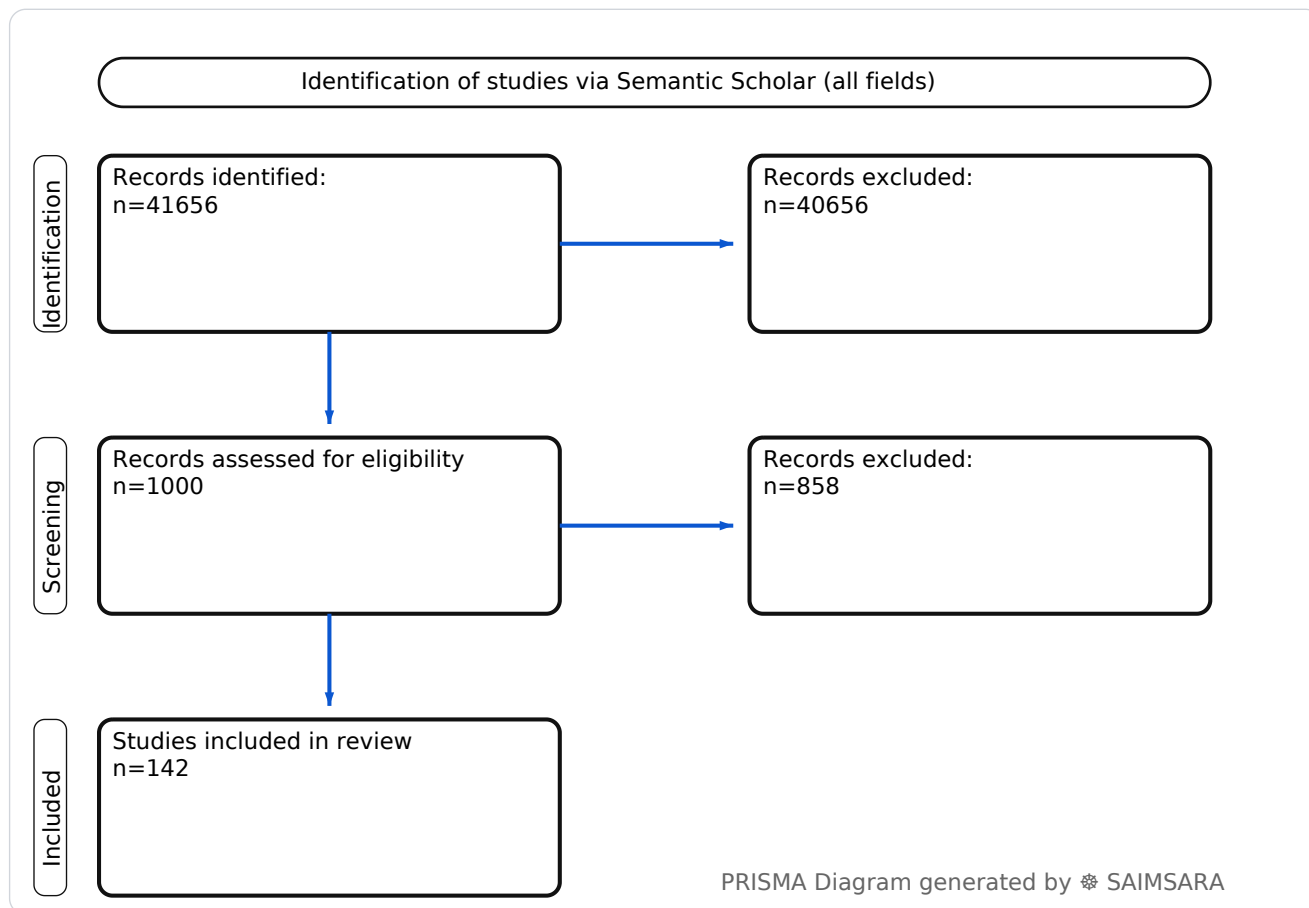 Identification of studies via Semantic Scholar (all fields)
Identification
Records identified:
n=41656
Records excluded:
n=40656
Screening
Records assessed for eligibility
n=1000
Records excluded:
n=858
Included
Studies included in review
n=142
PRISMA Diagram generated by ☸ SAIMSARA